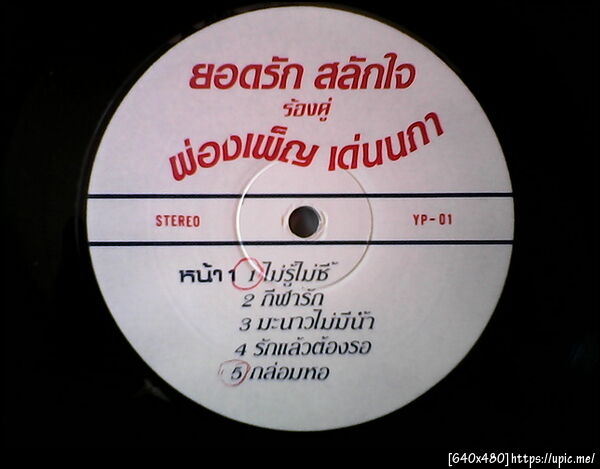 ยอดรัก สลักใจ
ร้องคู่
ผ่องเพ็ญ เด่นนภา
STEREO YP-01
หน้า 1 1 ไม่รู้ไม่ชี้
2 กีฬารัก
3 มะนาวไม่มีน้ำ
4 รักแล้วต้องรอ
5 กล่อมหอ
[640x480]https://upic.me/